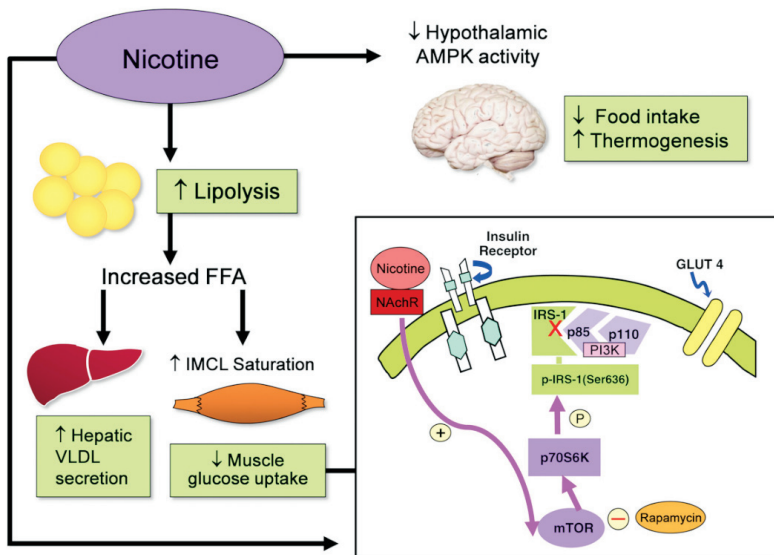 Nicotine
↓ Hypothalamic
AMPK activity
↓ Food intake
↑ Thermogenesis
↑ Lipolysis
Increased FFA
↑ IMCL Saturation
↑ Hepatic
VLDL
secretion
↓ Muscle
glucose uptake
Insulin
Receptor
GLUT 4
Nicotine
NAchR
IRS-1
X
p85
p110
PI3K
p-IRS-1(Ser636)
P
+
p70S6K
mTOR
−
Rapamycin